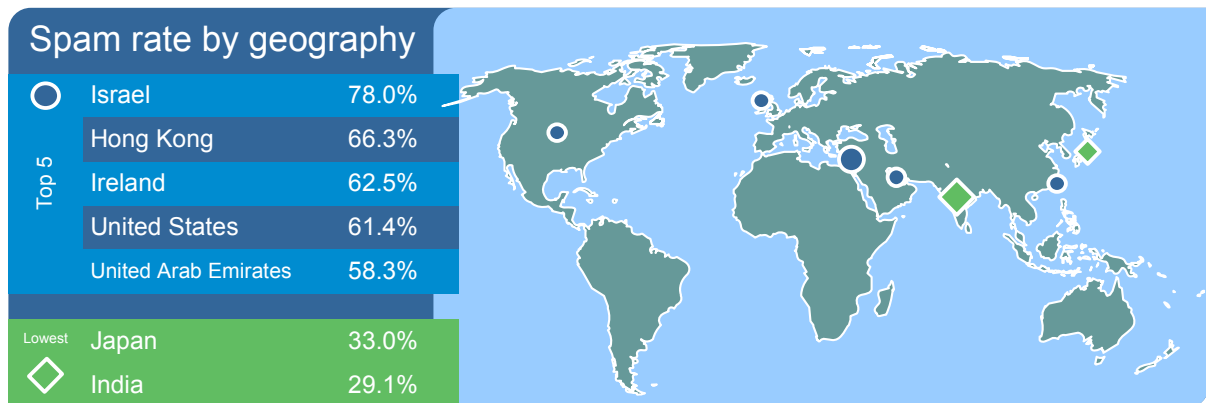 Spam rate by geography
Top 5
Israel 78.0%
Hong Kong 66.3%
Ireland 62.5%
United States 61.4%
United Arab Emirates 58.3%
Lowest
Japan 33.0%
India 29.1%